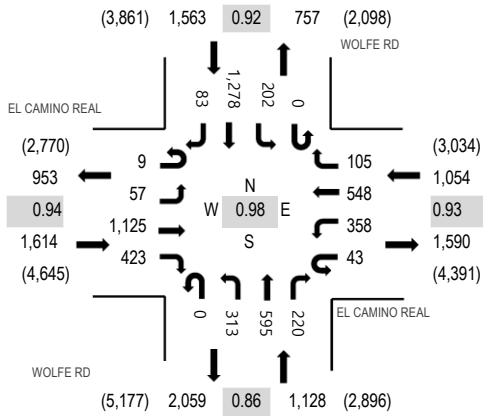 (3,861) 1,563 0.92 757 (2,098)
WOLFE RD
83 1,278 202 0
EL CAMINO REAL
(2,770)
953
0.94
1,614
(4,645)
9
57
1,125
423
N
W 0.98 E
S
105
548
358
43
(3,034)
1,054
0.93
1,590
(4,391)
0 313 595 220
EL CAMINO REAL
WOLFE RD
(5,177) 2,059 0.86 1,128 (2,896)